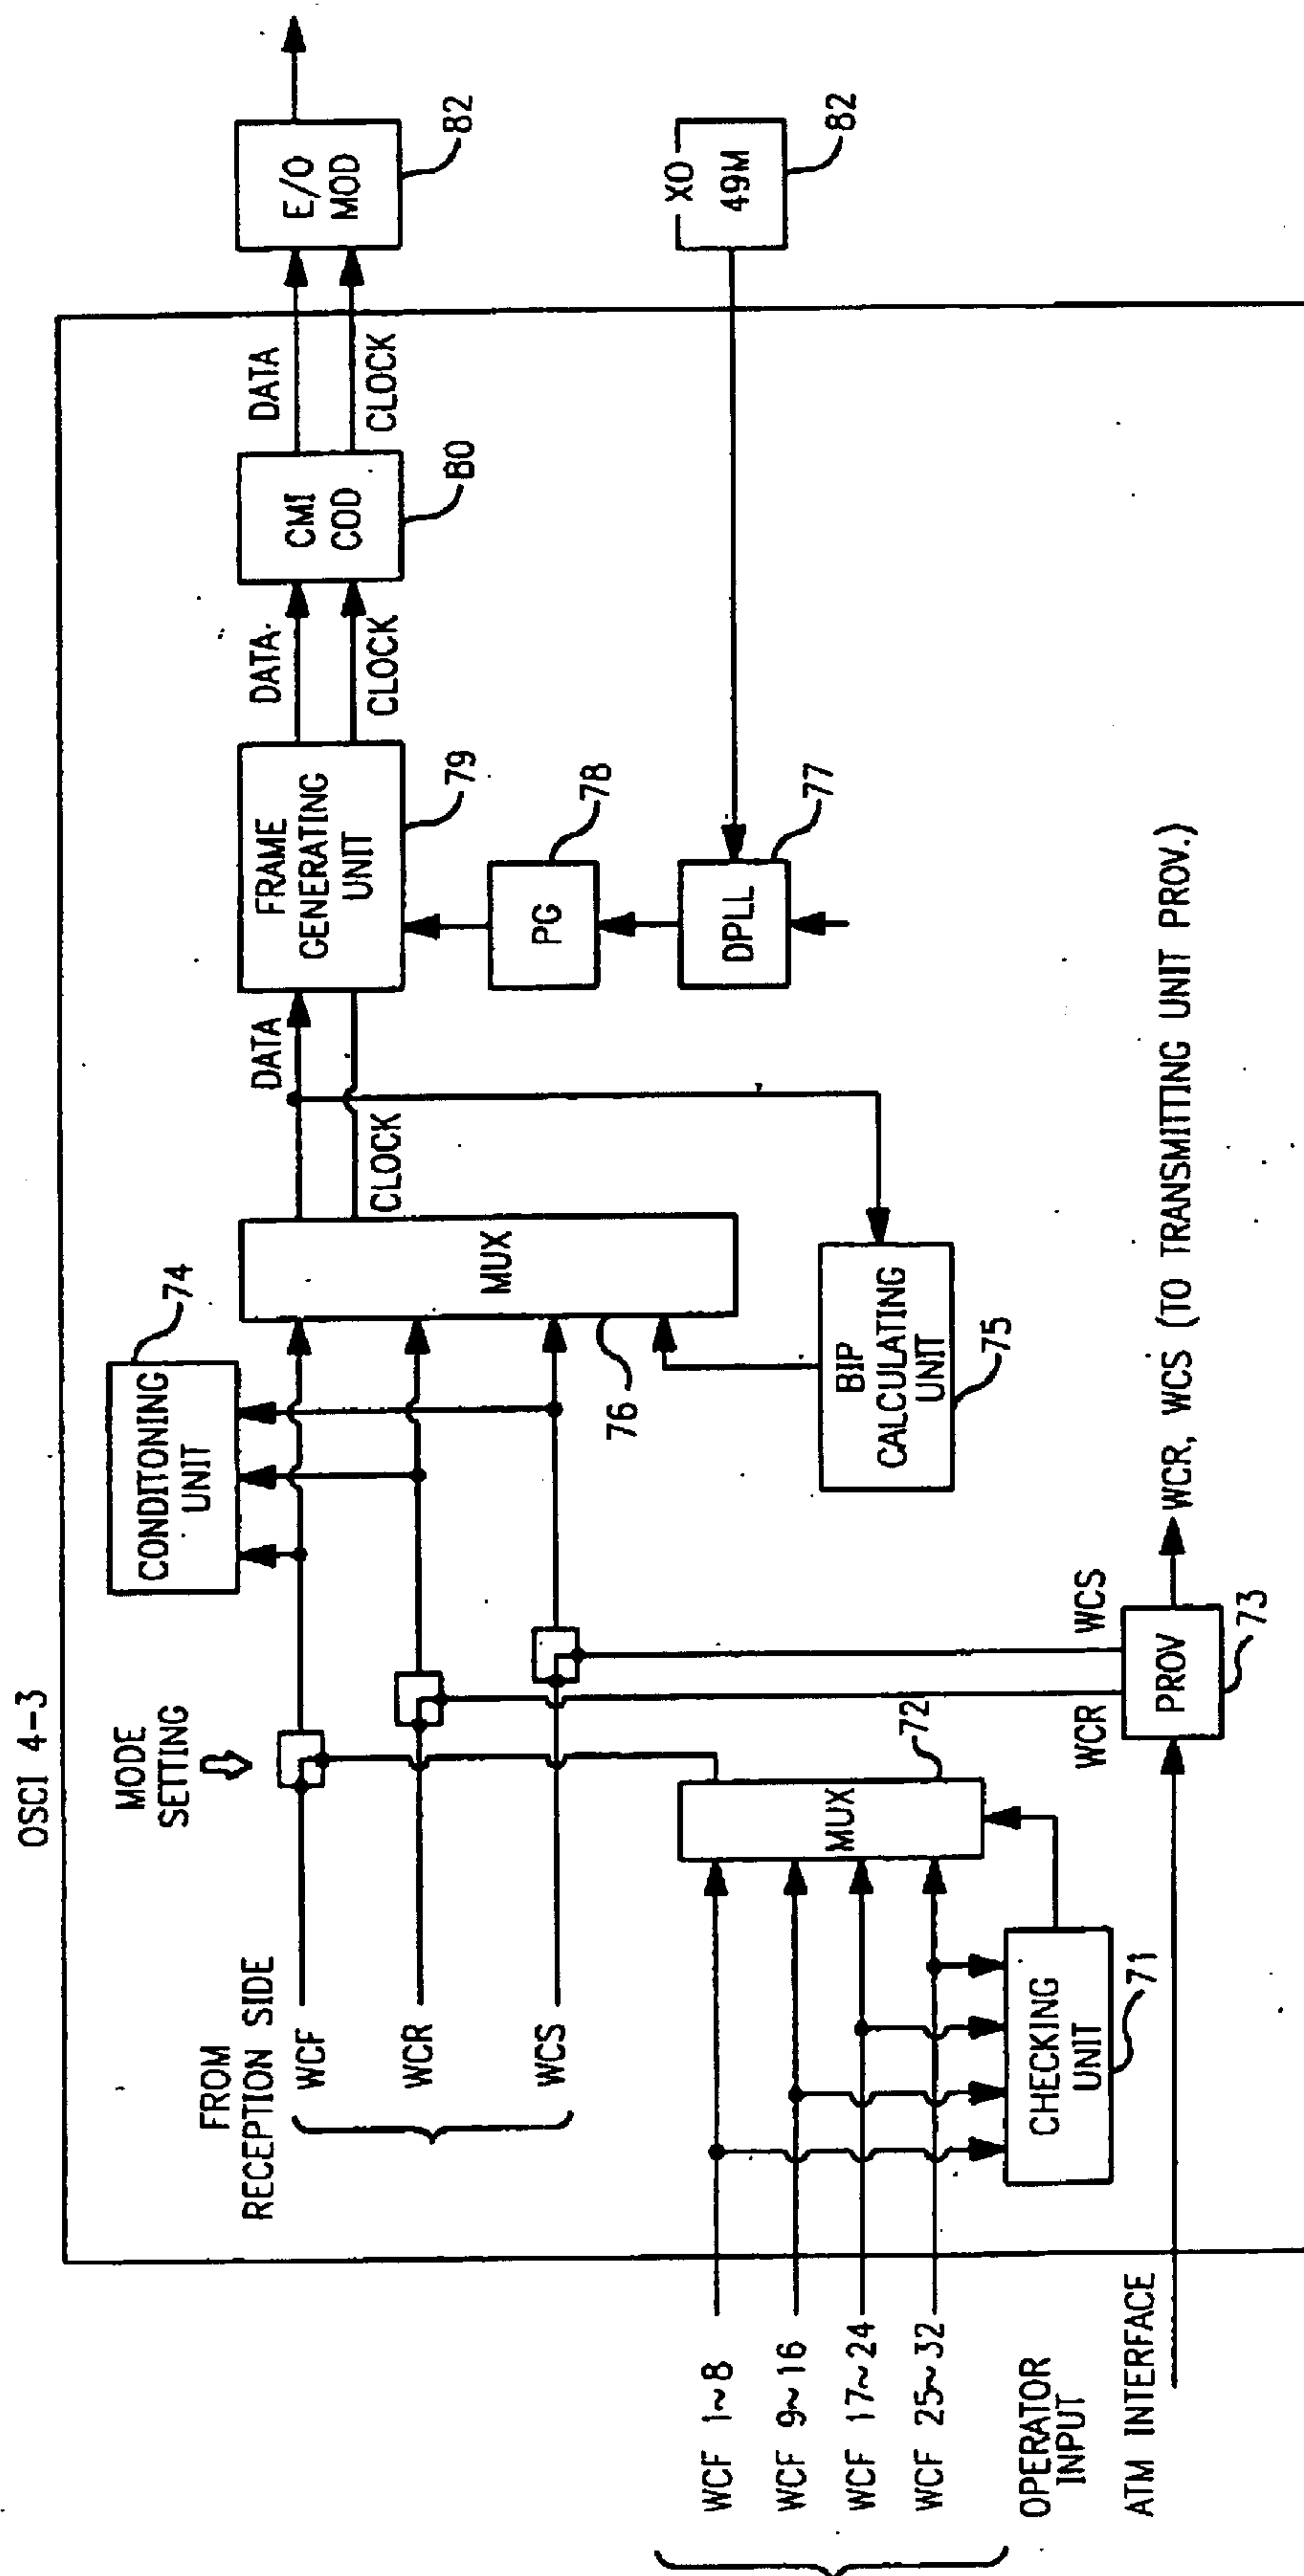 OSCI 4-3
MODE
SETTING
FROM
RECEPTION SIDE
WCF
WCR
WCS
CONDITONING
UNIT
74
MUX
76
DATA
CLOCK
FRAME
GENERATING
UNIT
79
DATA
CLOCK
CMI
COD
80
DATA
CLOCK
E/O
MOD
82
XO
49M
82
PG
78
DPLL
77
BIP
CALCULATING
UNIT
75
WCF 1~8
WCF 9~16
WCF 17~24
WCF 25~32
OPERATOR
INPUT
MUX
72
CHECKING
UNIT
71
ATM INTERFACE
WCR
WCS
PROV
73
WCR, WCS (TO TRANSMITTING UNIT PROV.)